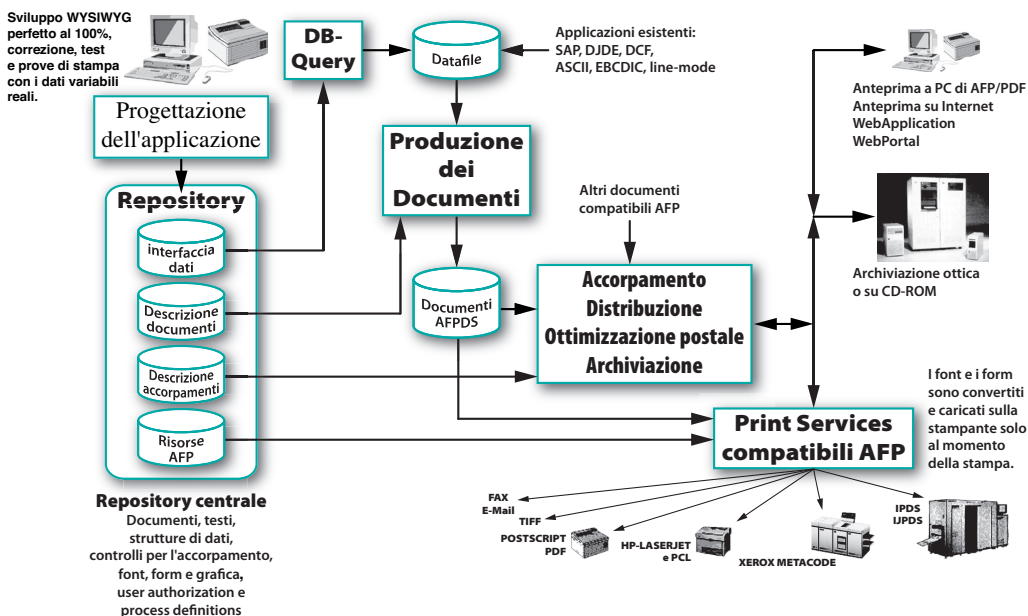 Sviluppo WYSIWYG
perfetto al 100%,
correzione, test
e prove di stampa
con i dati variabili
reali.
Progettazione
dell'applicazione
Repository
interfaccia
dati
Descrizione
documenti
Descrizione
accorpamenti
Risorse
AFP
Repository centrale
Documenti, testi,
strutture di dati,
controlli per l'accorpamento,
font, form e grafica,
user authorization e
process definitions
DB-
Query
Datafile
Applicazioni esistenti:
SAP, DJDE, DCF,
ASCII, EBCDIC, line-mode
Produzione
dei
Documenti
Documenti
AFPDS
Altri documenti
compatibili AFP
Accorpamento
Distribuzione
Ottimizzazione postale
Archiviazione
Anteprima a PC di AFP/PDF
Anteprima su Internet
WebApplication
WebPortal
Archiviazione ottica
o su CD-ROM
I font e i form
sono convertiti
e caricati sulla
stampante solo
al momento
della stampa.
Print Services
compatibili AFP
FAX
E-Mail
TIFF
POSTSCRIPT
PDF
HP-LASERJET
e PCL
XEROX METACODE
IPDS
IJPDS